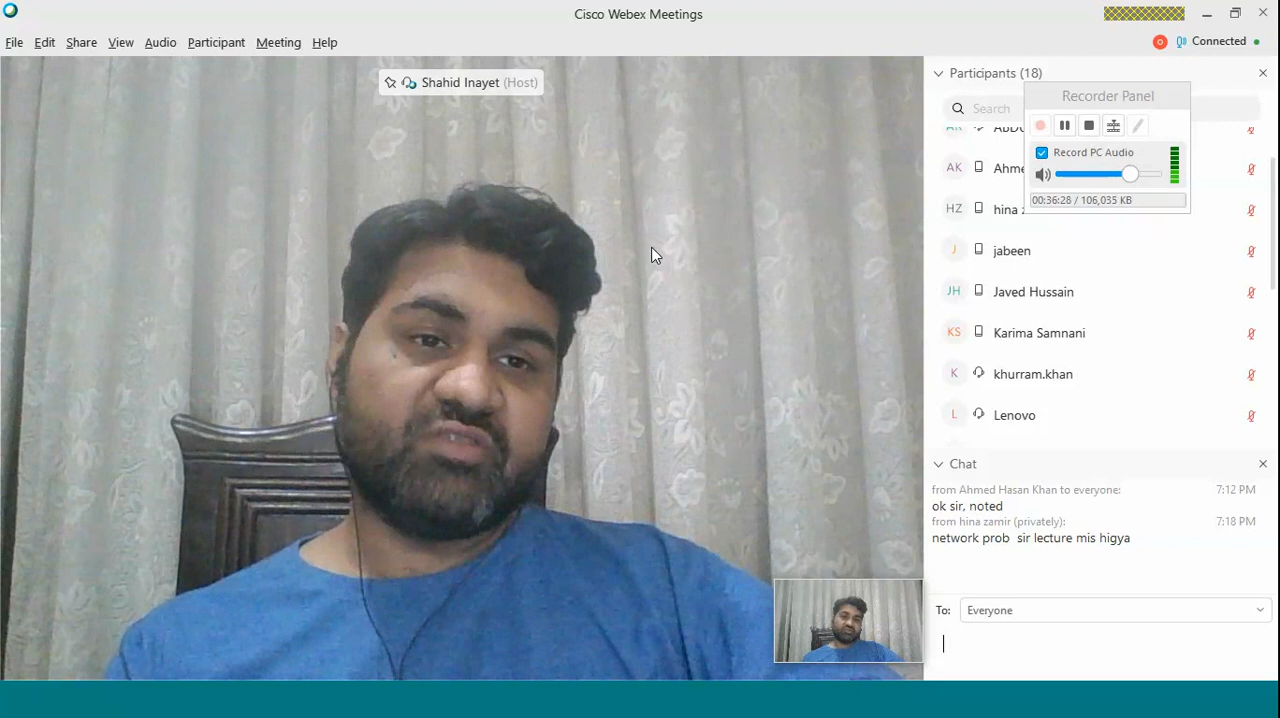 Cisco Webex Meetings
File Edit Share View Audio Participant Meeting Help
Connected
Shahid Inayet (Host)
Participants (18)
Search
Recorder Panel
Record PC Audio
00:36:28 / 106,035 KB
AK
HZ hina
J jabeen
JH Javed Hussain
KS Karima Samnani
K khurram.khan
L Lenovo
Chat
from Ahmed Hasan Khan to everyone: 7:12 PM
ok sir, noted
from hina zamir (privately): 7:18 PM
network prob sir lecture mis higya
To: Everyone